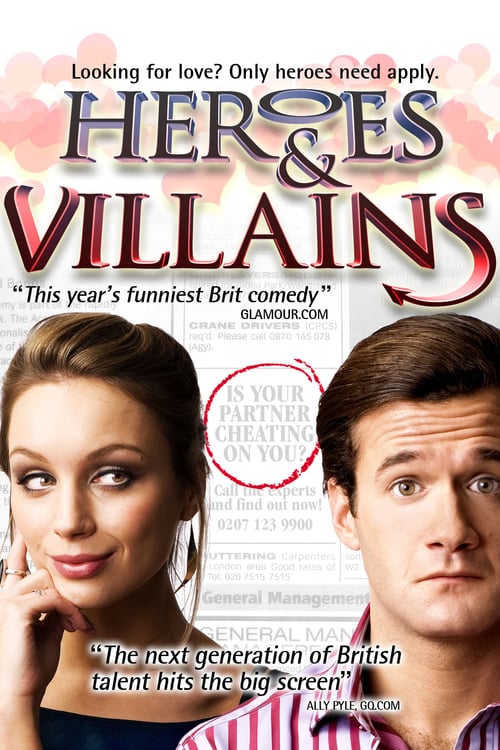 Looking for love? Only heroes need apply.
HEROES
&
VILLAINS
"This year's funniest Brit comedy"
GLAMOUR.COM
CRANE DRIVERS (CPCS)
req'd. Please call 0870 165 078
(Agy).
IS YOUR
PARTNER
CHEATING
ON YOU?
Call the experts
and find out now!
0207 123 9900
SHUTTERING Carpenters
London area Good rates of
Tel: 020 7515 7515
General Management
GENERAL MAN
"The next generation of British
talent hits the big screen"
ALLY PYLE, GQ.COM